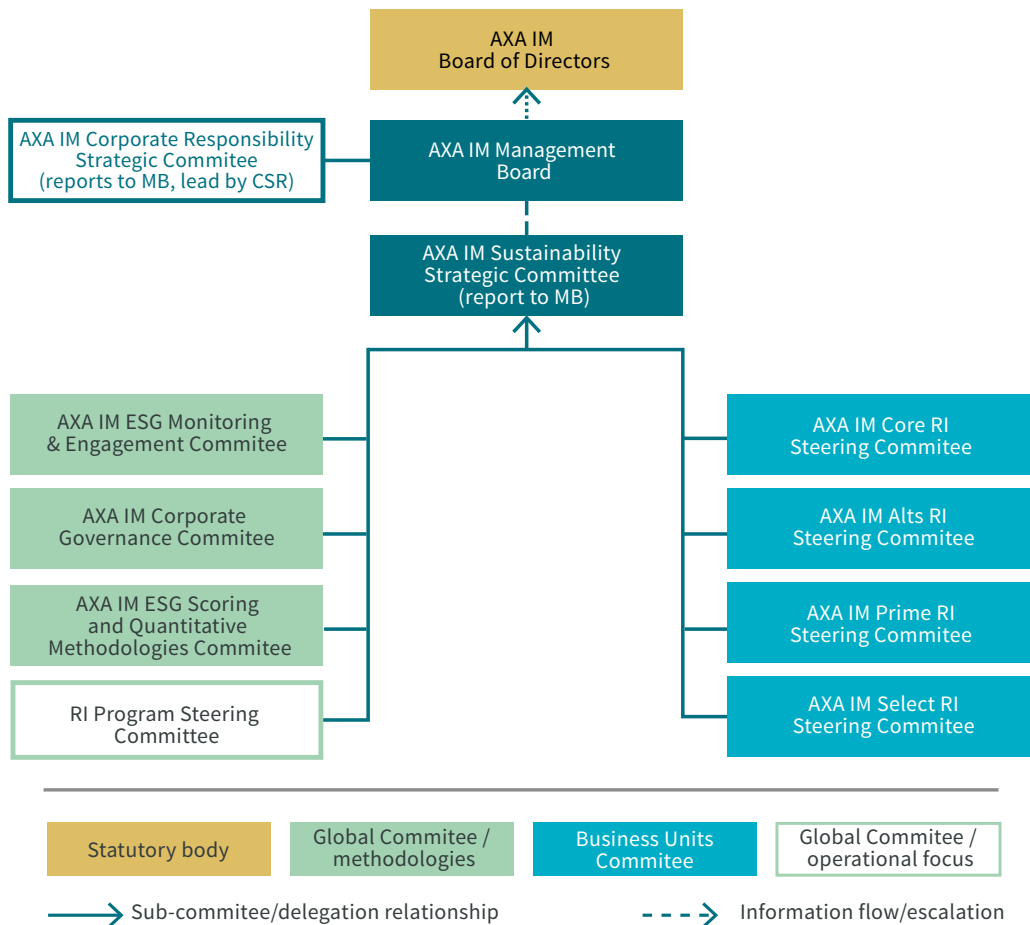 AXA IM
Board of Directors
AXA IM Corporate Responsibility
Strategic Commitee
(reports to MB, lead by CSR)
AXA IM Management
Board
AXA IM Sustainability
Strategic Committee
(report to MB)
AXA IM ESG Monitoring
& Engagement Commitee
AXA IM Corporate
Governance Commitee
AXA IM ESG Scoring
and Quantitative
Methodologies Commitee
RI Program Steering
Committee
AXA IM Core RI
Steering Commitee
AXA IM Alts RI
Steering Commitee
AXA IM Prime RI
Steering Commitee
AXA IM Select RI
Steering Commitee
Statutory body
Global Commitee /
methodologies
Business Units
Commitee
Global Commitee /
operational focus
Sub-commitee/delegation relationship
Information flow/escalation